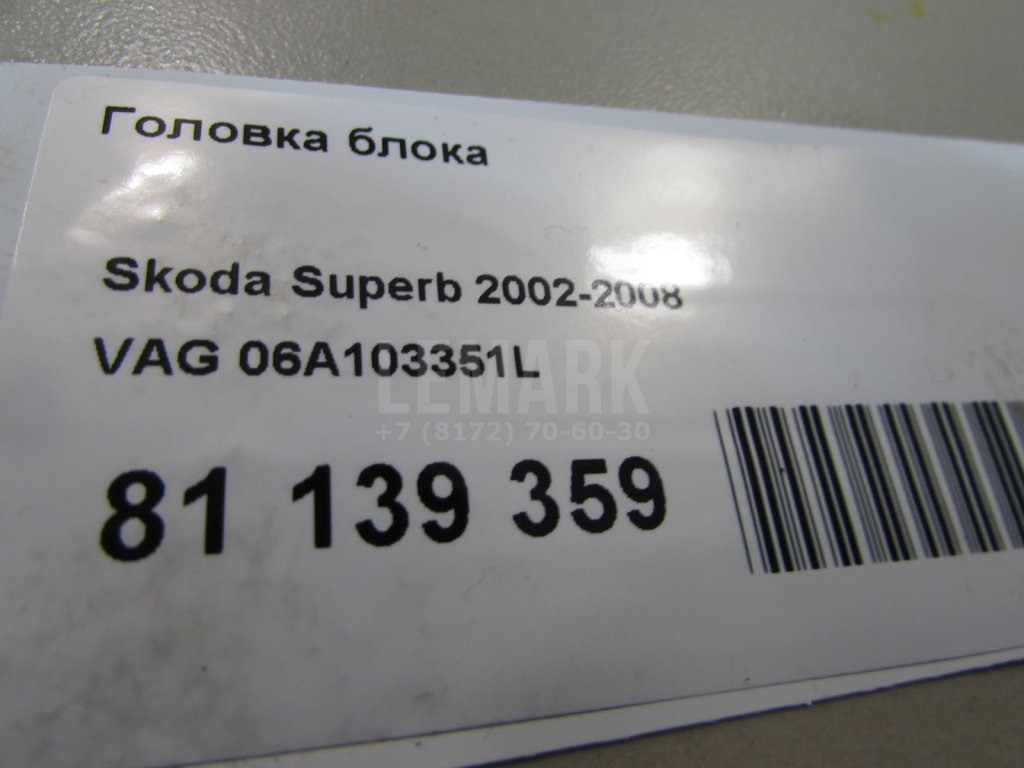 Головка блока
Skoda Superb 2002-2008
VAG 06A103351L
LEMARK
+7 (8172) 70-60-30
81 139 359